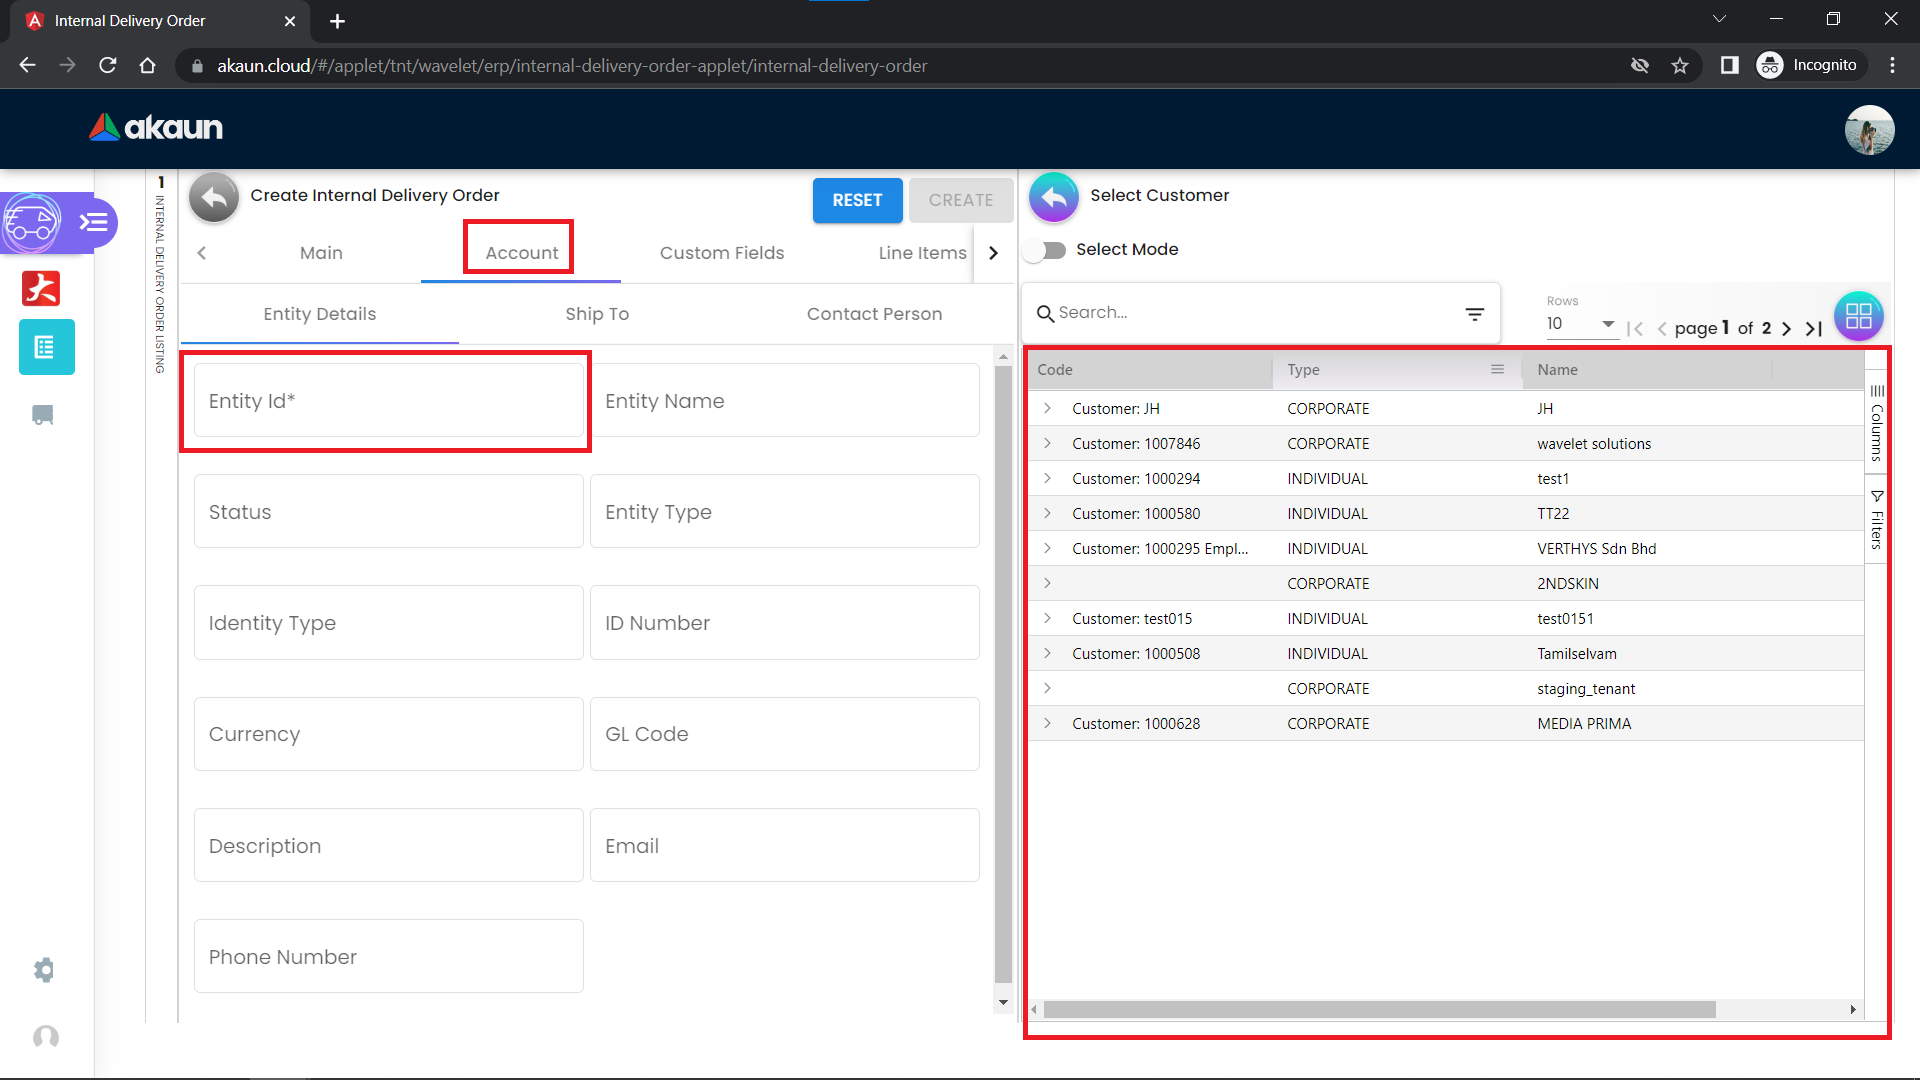 Internal Delivery Order
akaun.cloud/#/applet/tnt/wavelet/erp/internal-delivery-order-applet/internal-delivery-order
Incognito
akaun
1
INTERNAL DELIVERY ORDER LISTING
Create Internal Delivery Order
RESET
CREATE
Main
Account
Custom Fields
Line Items
Entity Details
Ship To
Contact Person
Entity Id*
Entity Name
Status
Entity Type
Identity Type
ID Number
Currency
GL Code
Description
Email
Phone Number
Select Customer
Select Mode
Search...
Rows
10
page 1 of 2
Code Type Name
Customer: JH CORPORATE JH
Customer: 1007846 CORPORATE wavelet solutions
Customer: 1000294 INDIVIDUAL test1
Customer: 1000580 INDIVIDUAL TT22
Customer: 1000295 Empl... INDIVIDUAL VERTHYS Sdn Bhd
CORPORATE 2NDSKIN
Customer: test015 INDIVIDUAL test0151
Customer: 1000508 INDIVIDUAL Tamilselvam
CORPORATE staging_tenant
Customer: 1000628 CORPORATE MEDIA PRIMA
Columns
Filters